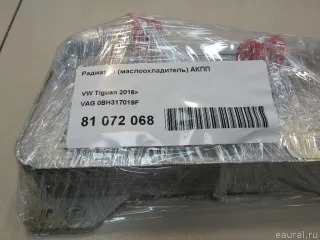 Радиатор (маслоохладитель) АКПП
VW Tiguan 2016>
VAG 0BH317019F
81 072 068
© eaural.ru